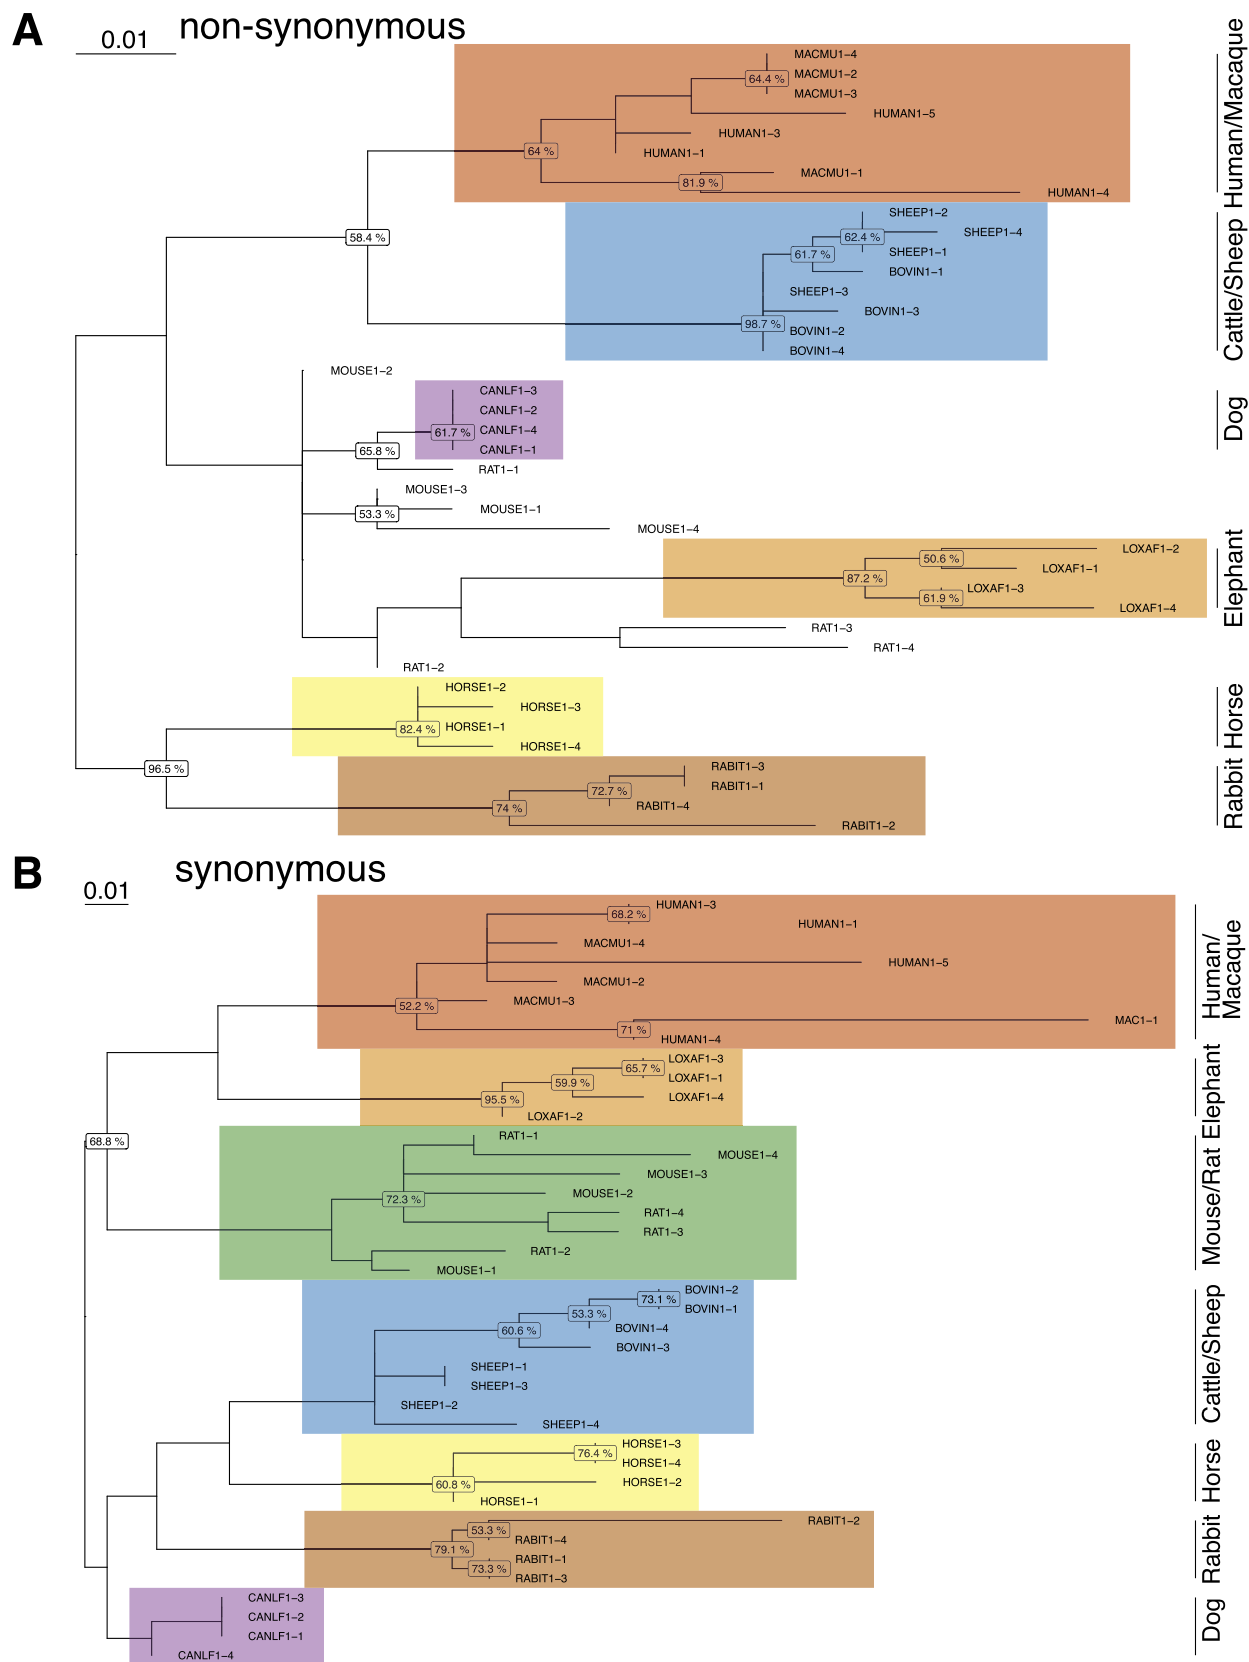 A
non-synonymous
0.01
MACMU1-4
MACMU1-2
64.4 %
MACMU1-3
HUMAN1-5
HUMAN1-3
64 %
HUMAN1-1
MACMU1-1
81.9 %
HUMAN1-4
Human/Macaque
58.4 %
SHEEP1-2
SHEEP1-4
62.4 %
SHEEP1-1
61.7 %
BOVIN1-1
SHEEP1-3
BOVIN1-3
98.7 %
BOVIN1-2
BOVIN1-4
Cattle/Sheep
MOUSE1-2
CANLF1-3
CANLF1-2
61.7 %
CANLF1-4
CANLF1-1
65.8 %
RAT1-1
Dog
MOUSE1-3
MOUSE1-1
53.3 %
MOUSE1-4
LOXAF1-2
50.6 %
LOXAF1-1
87.2 %
LOXAF1-3
61.9 %
LOXAF1-4
Elephant
RAT1-3
RAT1-4
RAT1-2
HORSE1-2
HORSE1-3
82.4 %
HORSE1-1
HORSE1-4
Horse
96.5 %
RABIT1-3
RABIT1-1
72.7 %
RABIT1-4
74 %
RABIT1-2
Rabbit
B
synonymous
0.01
HUMAN1-3
68.2 %
HUMAN1-1
MACMU1-4
HUMAN1-5
MACMU1-2
MACMU1-3
52.2 %
MAC1-1
71 %
HUMAN1-4
Human/
Macaque
LOXAF1-3
65.7 %
LOXAF1-1
59.9 %
LOXAF1-4
95.5 %
LOXAF1-2
Elephant
68.8 %
RAT1-1
MOUSE1-4
MOUSE1-3
MOUSE1-2
72.3 %
RAT1-4
RAT1-3
RAT1-2
MOUSE1-1
Mouse/Rat
BOVIN1-2
73.1 %
BOVIN1-1
53.3 %
BOVIN1-4
60.6 %
BOVIN1-3
SHEEP1-1
SHEEP1-3
SHEEP1-2
SHEEP1-4
Cattle/Sheep
HORSE1-3
76.4 %
HORSE1-4
HORSE1-2
60.8 %
HORSE1-1
Horse
RABIT1-2
53.3 %
RABIT1-4
79.1 %
RABIT1-1
73.3 %
RABIT1-3
Rabbit
CANLF1-3
CANLF1-2
CANLF1-1
CANLF1-4
Dog